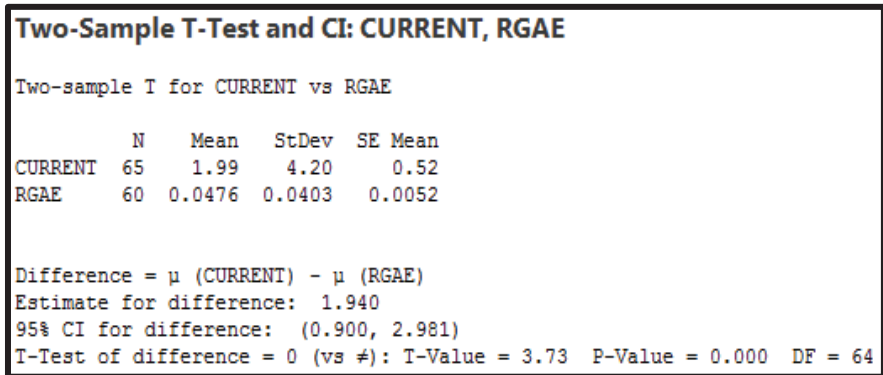 Two-Sample T-Test and CI: CURRENT, RGAE
Two-sample T for CURRENT vs RGAE
N Mean StDev SE Mean
CURRENT 65 1.99 4.20 0.52
RGAE 60 0.0476 0.0403 0.0052
Difference = μ (CURRENT) - μ (RGAE)
Estimate for difference: 1.940
95% CI for difference: (0.900, 2.981)
T-Test of difference = 0 (vs ≠): T-Value = 3.73 P-Value = 0.000 DF = 64